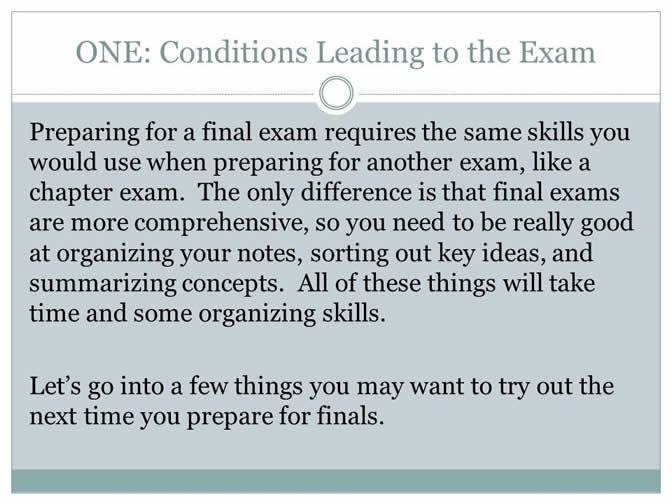 ONE: Conditions Leading to the Exam
Preparing for a final exam requires the same skills you
would use when preparing for another exam, like a
chapter exam.  The only difference is that final exams
are more comprehensive, so you need to be really good
at organizing your notes, sorting out key ideas, and
summarizing concepts.  All of these things will take
time and some organizing skills.
Let’s go into a few things you may want to try out the
next time you prepare for finals.